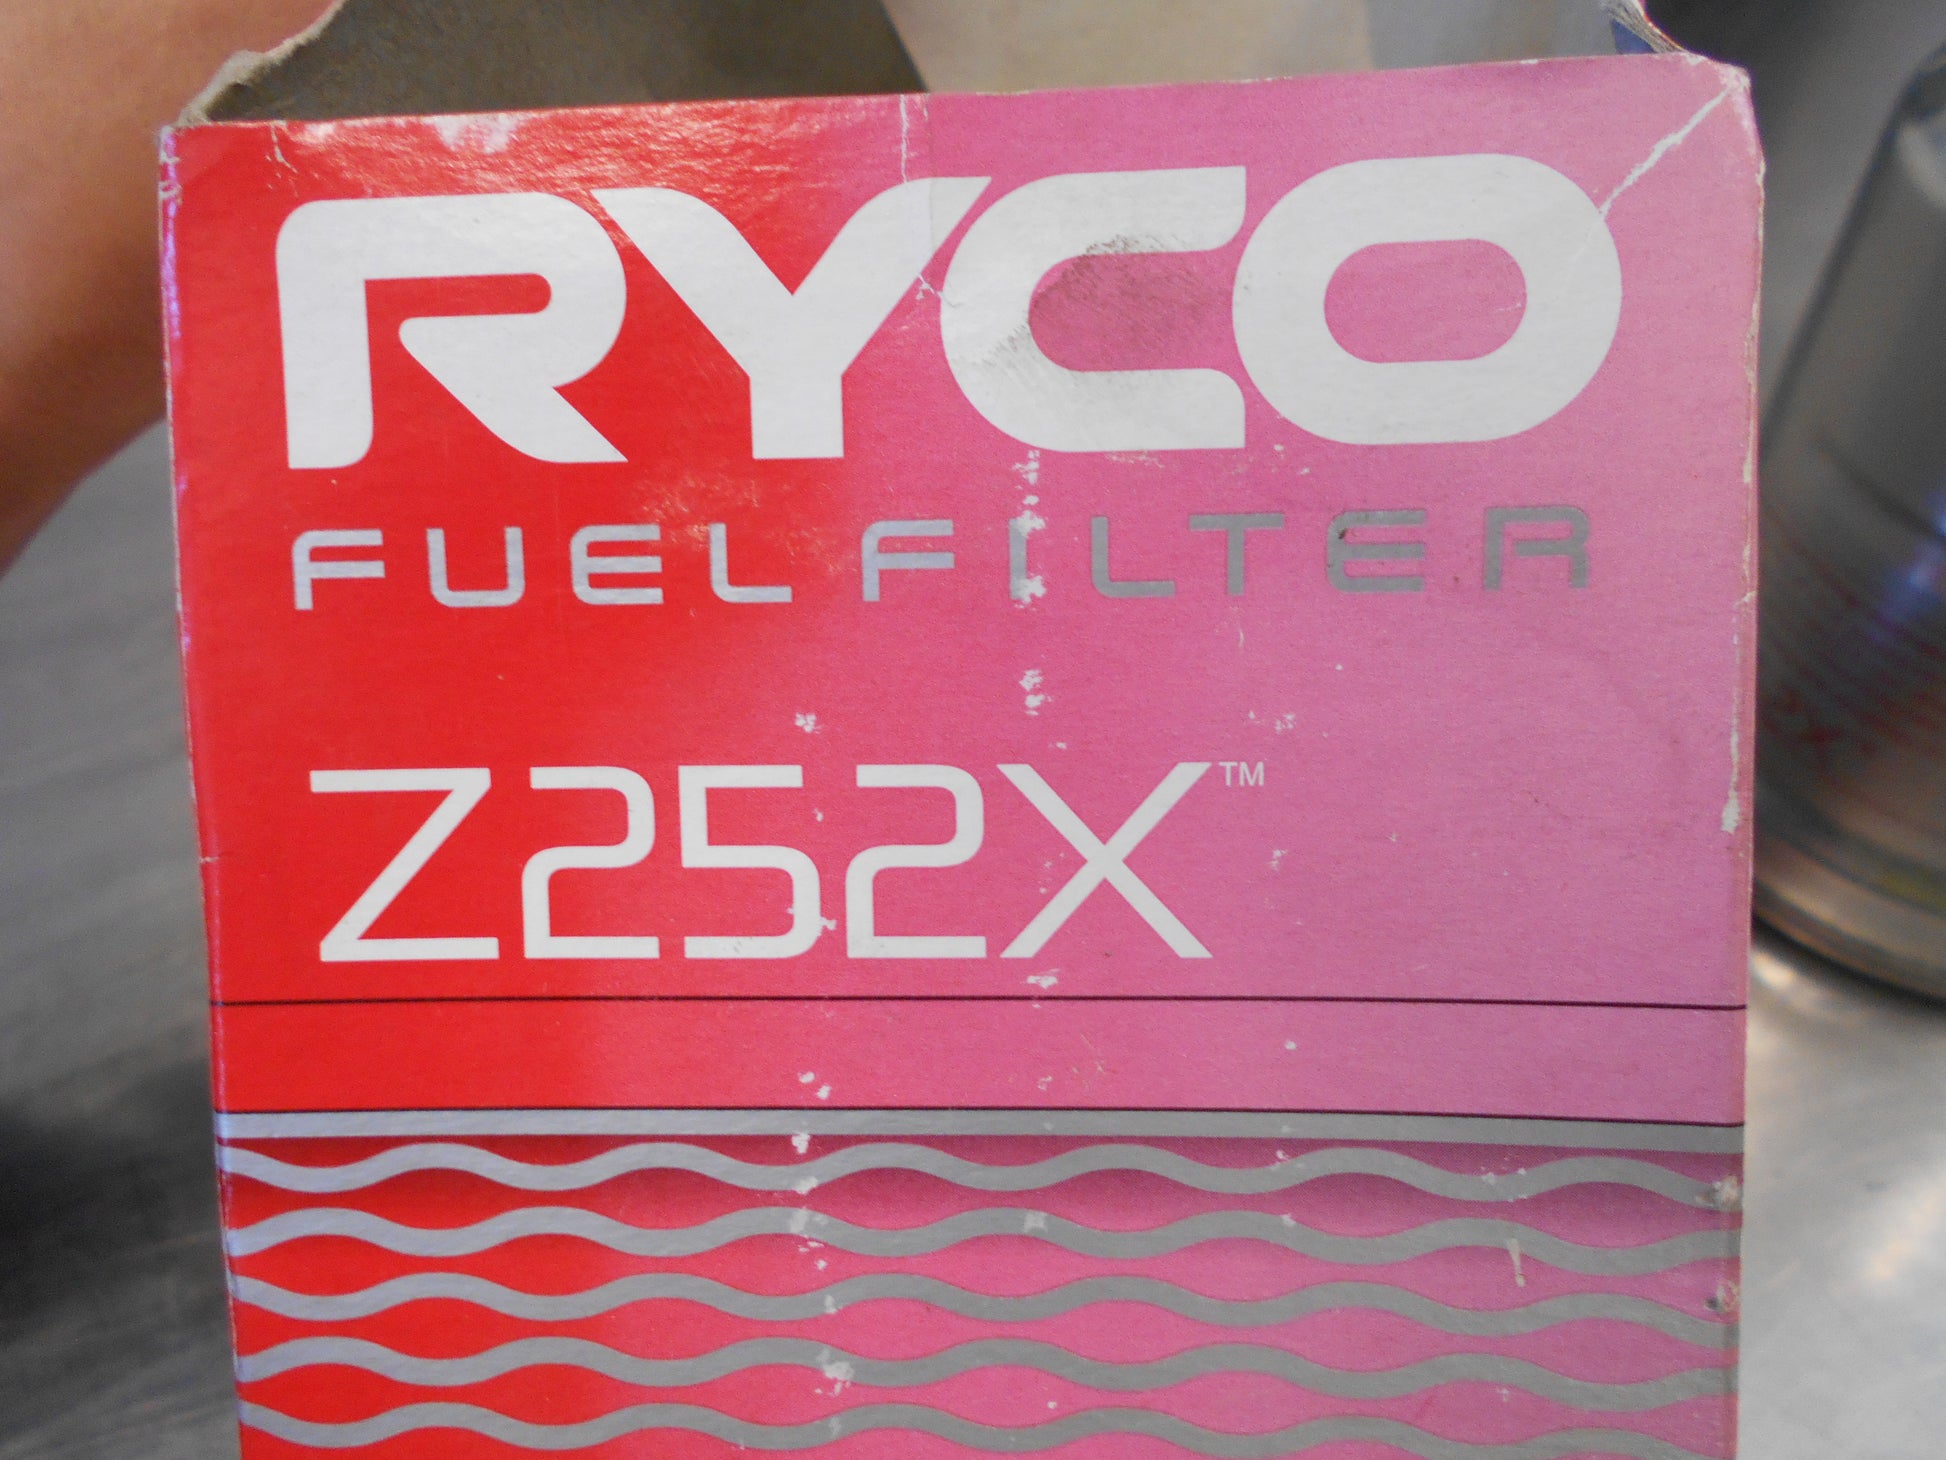 RYCO
FUEL FILTER
Z252X™